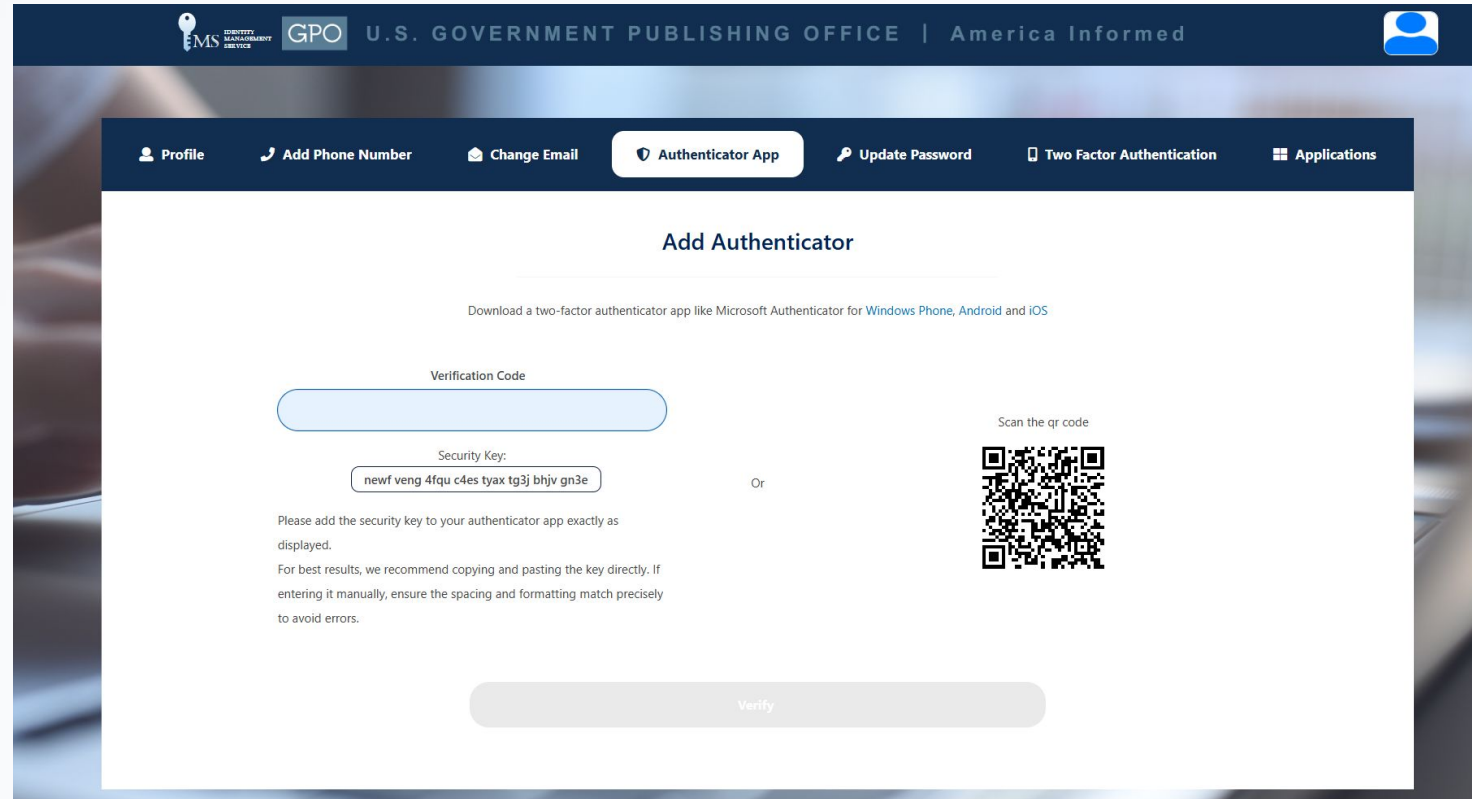 MS IDENTITY MANAGEMENT SERVICE GPO U.S. GOVERNMENT PUBLISHING OFFICE | America Informed
Profile Add Phone Number Change Email Authenticator App Update Password Two Factor Authentication Applications
Add Authenticator
Download a two-factor authenticator app like Microsoft Authenticator for Windows Phone, Android and iOS
Verification Code
Security Key:
newf veng 4fqu c4es tyax tg3j bhjv gn3e
Please add the security key to your authenticator app exactly as
displayed.
For best results, we recommend copying and pasting the key directly. If
entering it manually, ensure the spacing and formatting match precisely
to avoid errors.
Or
Scan the qr code
Verify